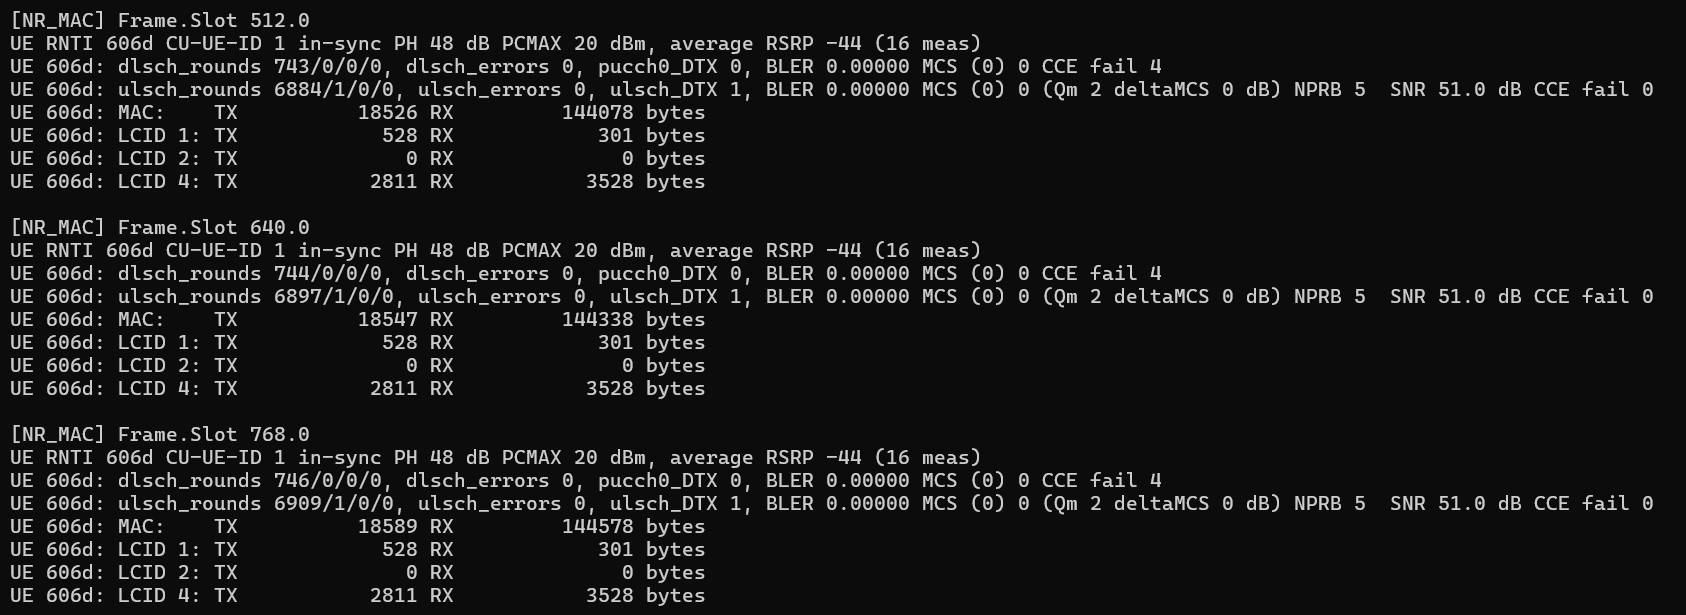 [NR_MAC] Frame.Slot 512.0
UE RNTI 606d CU-UE-ID 1 in-sync PH 48 dB PCMAX 20 dBm, average RSRP -44 (16 meas)
UE 606d: dlsch_rounds 743/0/0/0, dlsch_errors 0, pucch0_DTX 0, BLER 0.00000 MCS (0) 0 CCE fail 4
UE 606d: ulsch_rounds 6884/1/0/0, ulsch_errors 0, ulsch_DTX 1, BLER 0.00000 MCS (0) 0 (Qm 2 deltaMCS 0 dB) NPRB 5  SNR 51.0 dB CCE fail 0
UE 606d: MAC:    TX          18526 RX         144078 bytes
UE 606d: LCID 1: TX            528 RX            301 bytes
UE 606d: LCID 2: TX              0 RX              0 bytes
UE 606d: LCID 4: TX           2811 RX           3528 bytes

[NR_MAC] Frame.Slot 640.0
UE RNTI 606d CU-UE-ID 1 in-sync PH 48 dB PCMAX 20 dBm, average RSRP -44 (16 meas)
UE 606d: dlsch_rounds 744/0/0/0, dlsch_errors 0, pucch0_DTX 0, BLER 0.00000 MCS (0) 0 CCE fail 4
UE 606d: ulsch_rounds 6897/1/0/0, ulsch_errors 0, ulsch_DTX 1, BLER 0.00000 MCS (0) 0 (Qm 2 deltaMCS 0 dB) NPRB 5  SNR 51.0 dB CCE fail 0
UE 606d: MAC:    TX          18547 RX         144338 bytes
UE 606d: LCID 1: TX            528 RX            301 bytes
UE 606d: LCID 2: TX              0 RX              0 bytes
UE 606d: LCID 4: TX           2811 RX           3528 bytes

[NR_MAC] Frame.Slot 768.0
UE RNTI 606d CU-UE-ID 1 in-sync PH 48 dB PCMAX 20 dBm, average RSRP -44 (16 meas)
UE 606d: dlsch_rounds 746/0/0/0, dlsch_errors 0, pucch0_DTX 0, BLER 0.00000 MCS (0) 0 CCE fail 4
UE 606d: ulsch_rounds 6909/1/0/0, ulsch_errors 0, ulsch_DTX 1, BLER 0.00000 MCS (0) 0 (Qm 2 deltaMCS 0 dB) NPRB 5  SNR 51.0 dB CCE fail 0
UE 606d: MAC:    TX          18589 RX         144578 bytes
UE 606d: LCID 1: TX            528 RX            301 bytes
UE 606d: LCID 2: TX              0 RX              0 bytes
UE 606d: LCID 4: TX           2811 RX           3528 bytes